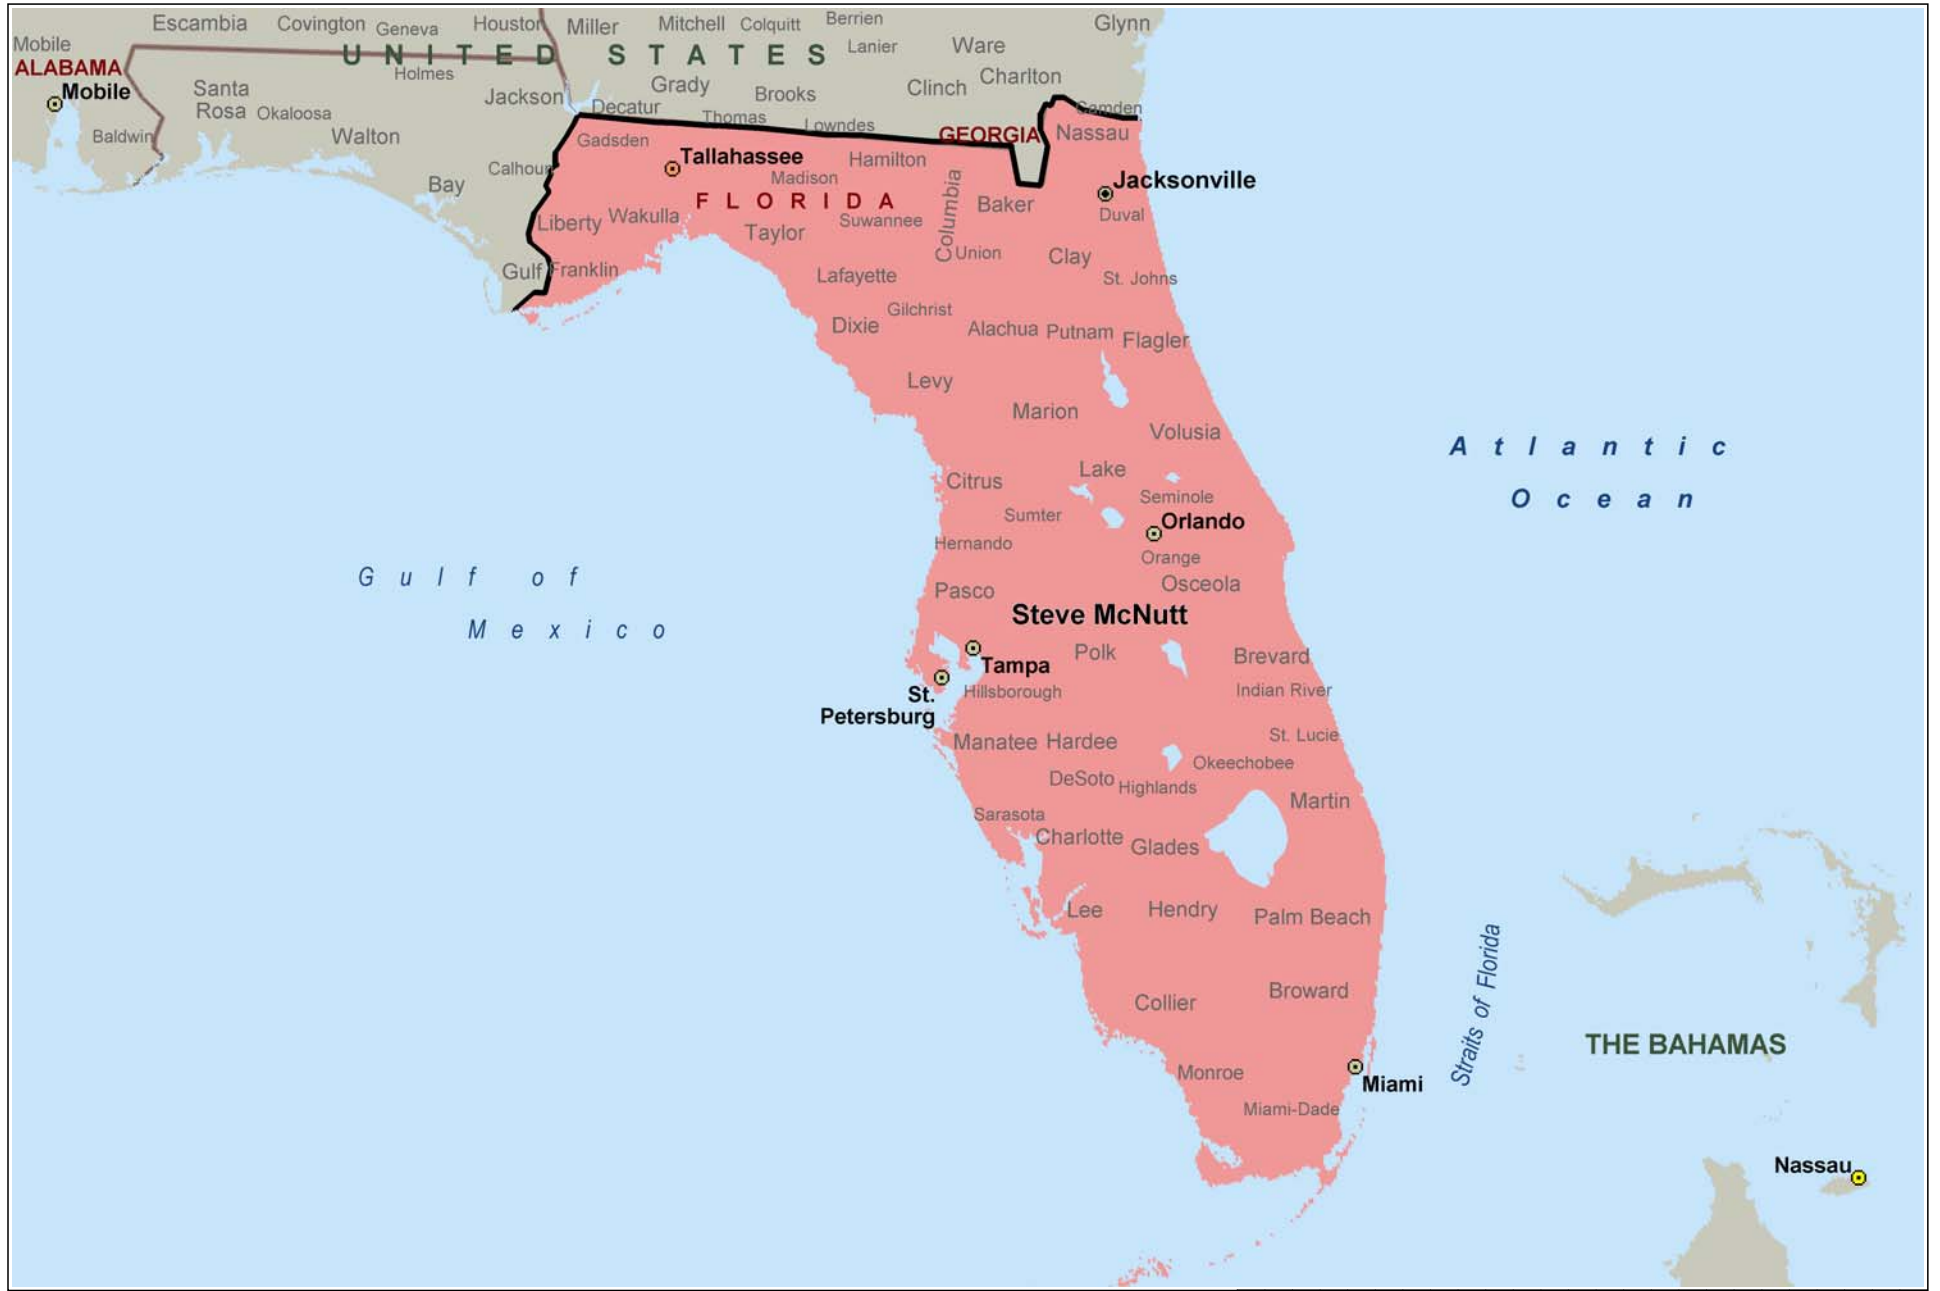 Escambia
Covington
Geneva
Houston
Miller
Mitchell
Colquitt
Berrien
Glynn
Mobile
ALABAMA
Mobile
UNITED STATES
Lanier
Ware
Holmes
Santa
Rosa
Okaloosa
Jackson
Grady
Brooks
Clinch
Charlton
Baldwin
Walton
Decatur
Thomas
Lowndes
Camden
GEORGIA
Nassau
Gadsden
Calhoun
Bay
Tallahassee
Hamilton
Madison
FLORIDA
Columbia
Baker
Jacksonville
Duval
Liberty
Wakulla
Taylor
Suwannee
Union
Clay
Gulf
Franklin
Lafayette
St. Johns
Gilchrist
Dixie
Alachua
Putnam
Flagler
Levy
Marion
Volusia
Atlantic
Ocean
Citrus
Lake
Seminole
Sumter
Orlando
Hernando
Orange
Osceola
Gulf of
Mexico
Pasco
Steve McNutt
Tampa
Polk
Brevard
St.
Petersburg
Hillsborough
Indian River
Manatee
Hardee
St. Lucie
Okeechobee
DeSoto
Highlands
Martin
Sarasota
Charlotte
Glades
Lee
Hendry
Palm Beach
Straits of Florida
Collier
Broward
THE BAHAMAS
Monroe
Miami
Miami-Dade
Nassau